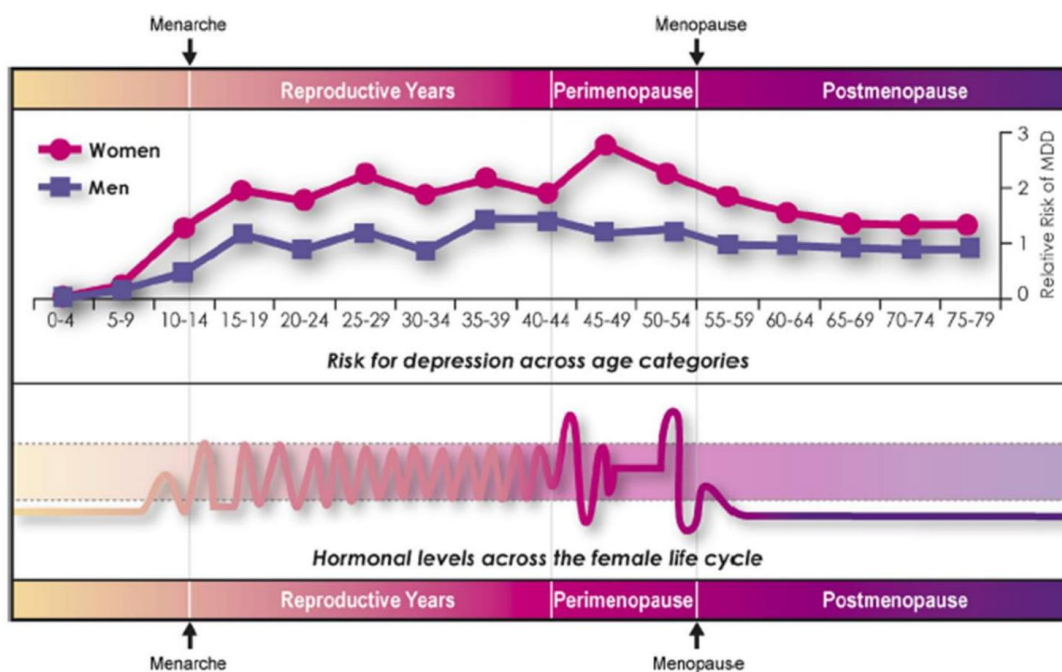 Menarche Menopause
Reproductive Years Perimenopause Postmenopause
Women
Men
3
2
1
0
Relative Risk of MDD
0-4 5-9 10-14 15-19 20-24 25-29 30-34 35-39 40-44 45-49 50-54 55-59 60-64 65-69 70-74 75-79
Risk for depression across age categories
Hormonal levels across the female life cycle
Reproductive Years Perimenopause Postmenopause
Menarche Menopause